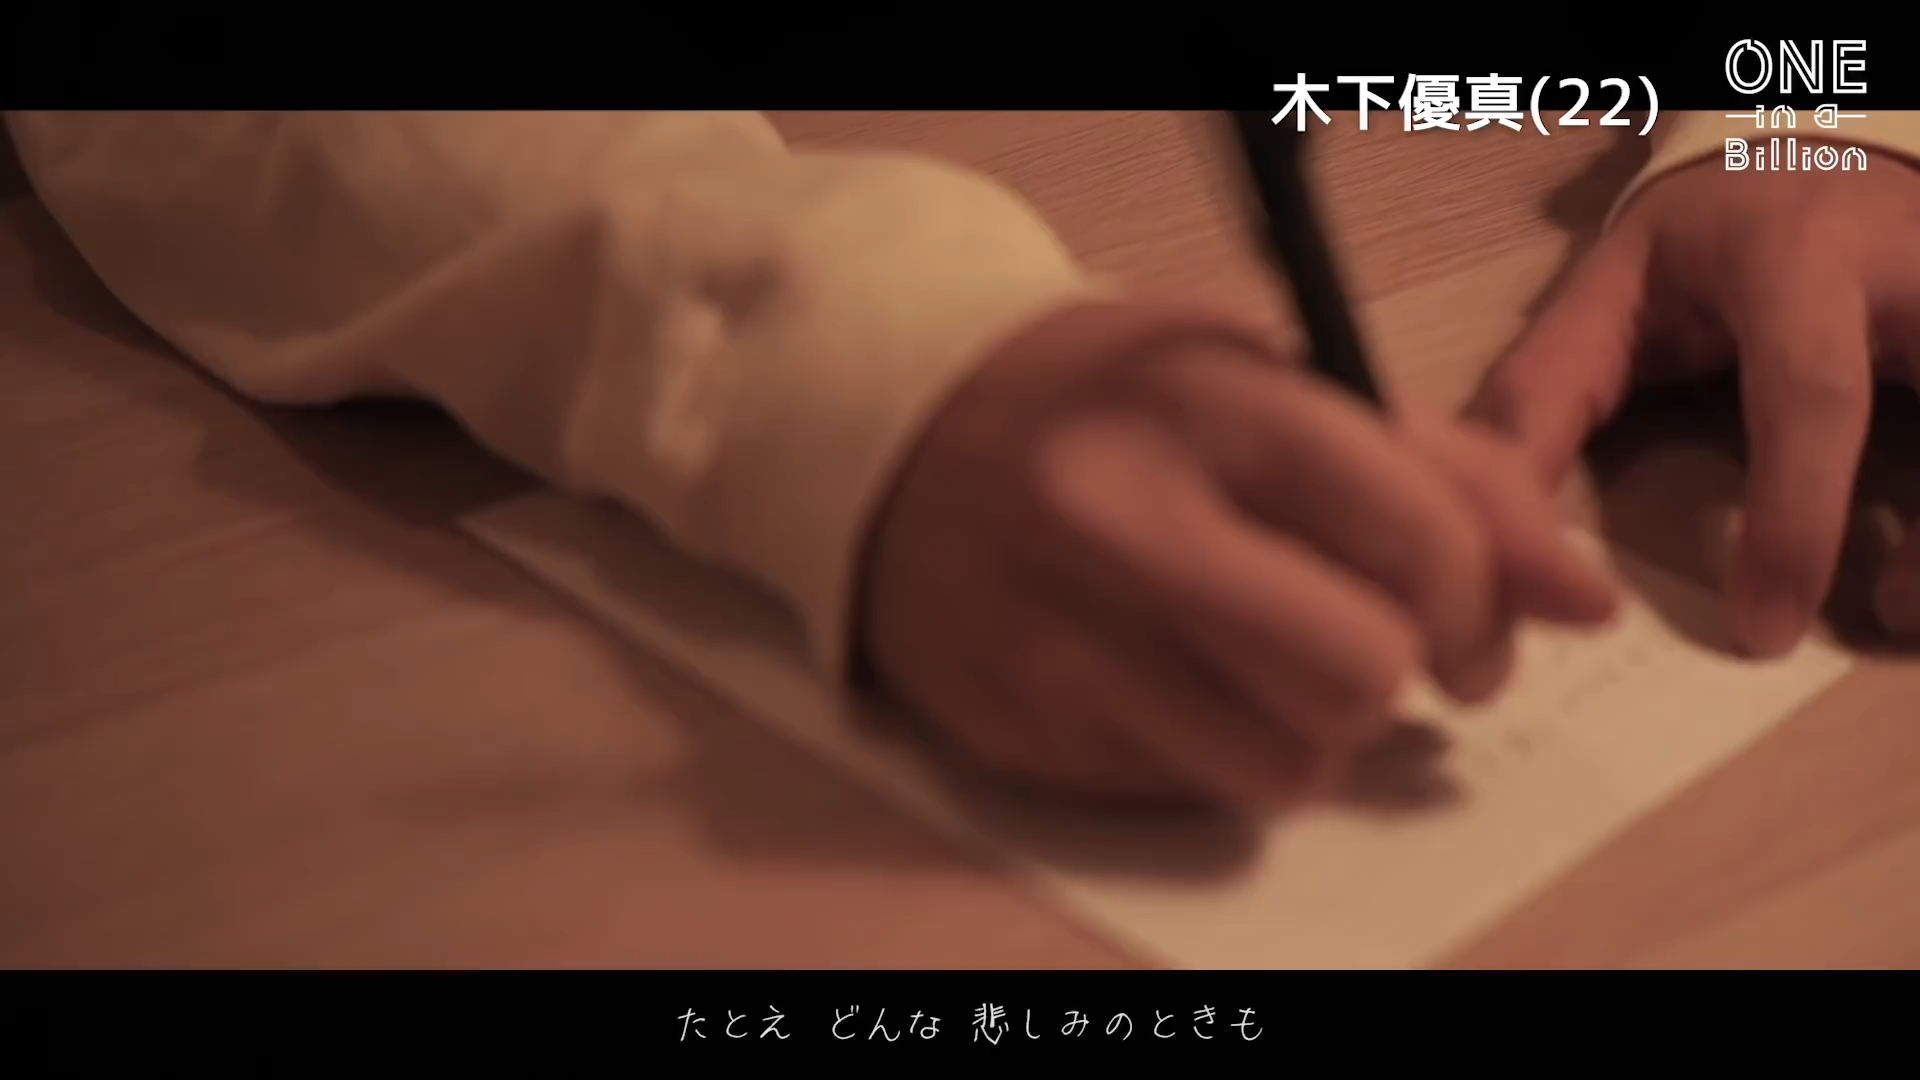 木下優真(22)
ONE
in a
Billion
たとえ どんな 悲しみのときも